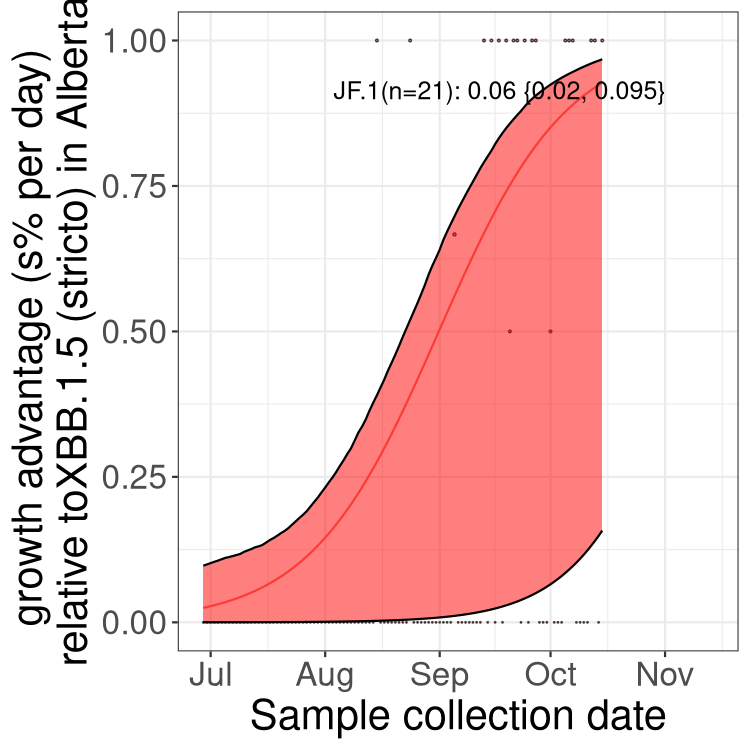 growth advantage (s% per day)
relative toXBB.1.5 (stricto) in Alberta
1.00
0.75
0.50
0.25
0.00
JF.1(n=21): 0.06 {0.02, 0.095}
Jul Aug Sep Oct Nov
Sample collection date